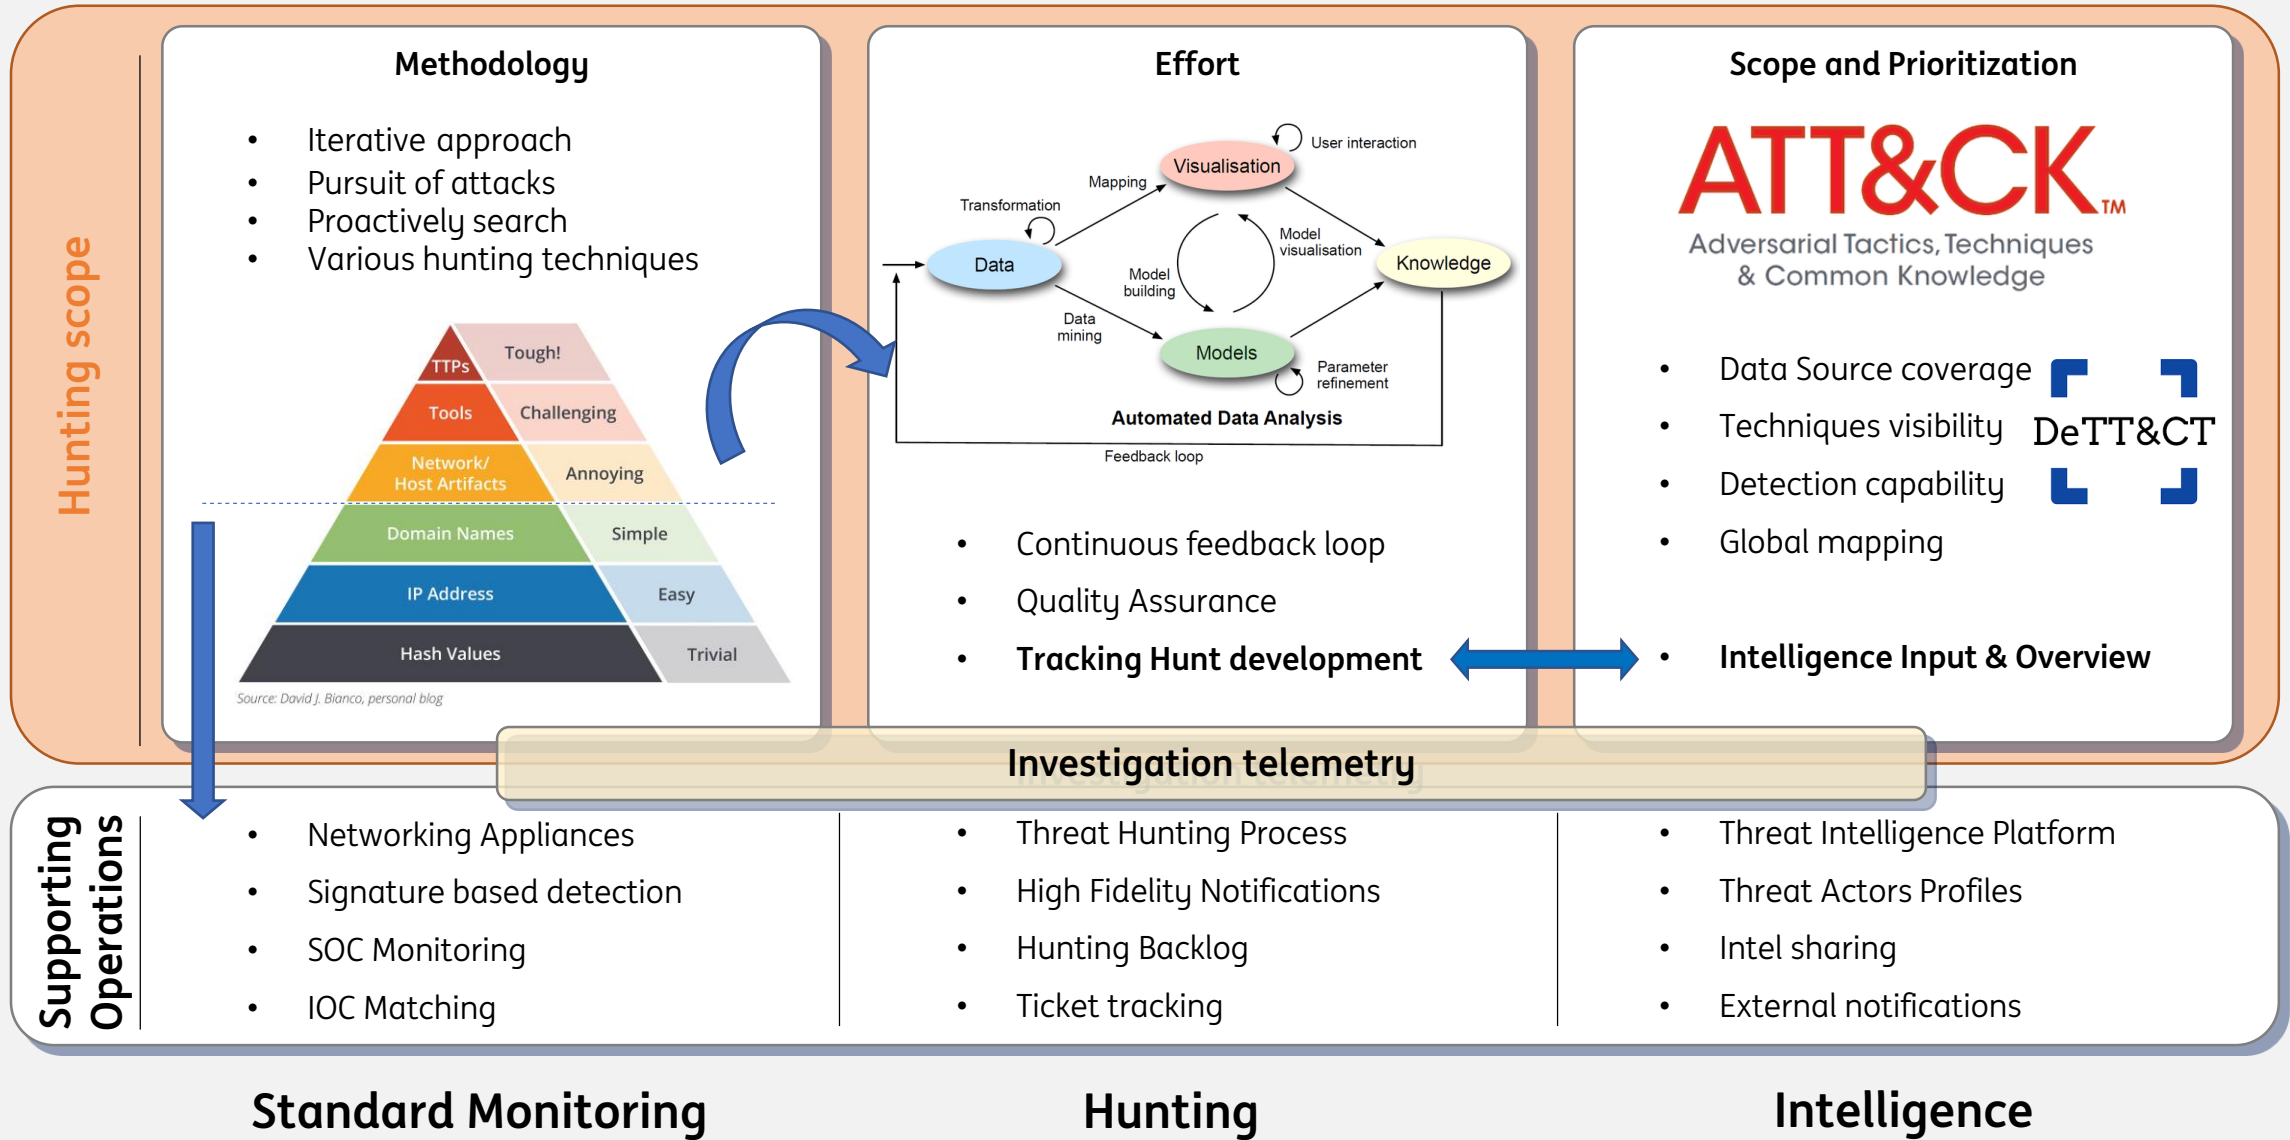 Hunting scope
Methodology
• Iterative approach
• Pursuit of attacks
• Proactively search
• Various hunting techniques
TTPs
Tough!
Tools
Challenging
Network/
Host Artifacts
Annoying
Domain Names
Simple
IP Address
Easy
Hash Values
Trivial
Source: David J. Bianco, personal blog
Effort
User interaction
Visualisation
Mapping
Transformation
Data
Model
visualisation
Model
building
Knowledge
Data
mining
Models
Parameter
refinement
Automated Data Analysis
Feedback loop
• Continuous feedback loop
• Quality Assurance
• Tracking Hunt development
Scope and Prioritization
ATT&CK™
Adversarial Tactics, Techniques
& Common Knowledge
• Data Source coverage
• Techniques visibility
• Detection capability
• Global mapping
DeTT&CT
• Intelligence Input & Overview
Investigation telemetry
Supporting
Operations
• Networking Appliances
• Signature based detection
• SOC Monitoring
• IOC Matching
• Threat Hunting Process
• High Fidelity Notifications
• Hunting Backlog
• Ticket tracking
• Threat Intelligence Platform
• Threat Actors Profiles
• Intel sharing
• External notifications
Standard Monitoring
Hunting
Intelligence